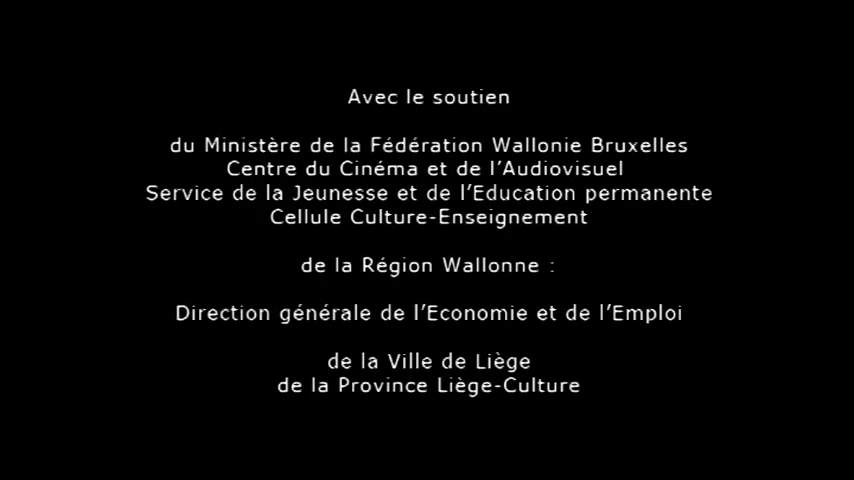 Avec le soutien
du Ministère de la Fédération Wallonie Bruxelles
Centre du Cinéma et de l'Audiovisuel
Service de la Jeunesse et de l'Education permanente
Cellule Culture-Enseignement
de la Région Wallonne :
Direction générale de l'Economie et de l'Emploi
de la Ville de Liège
de la Province Liège-Culture